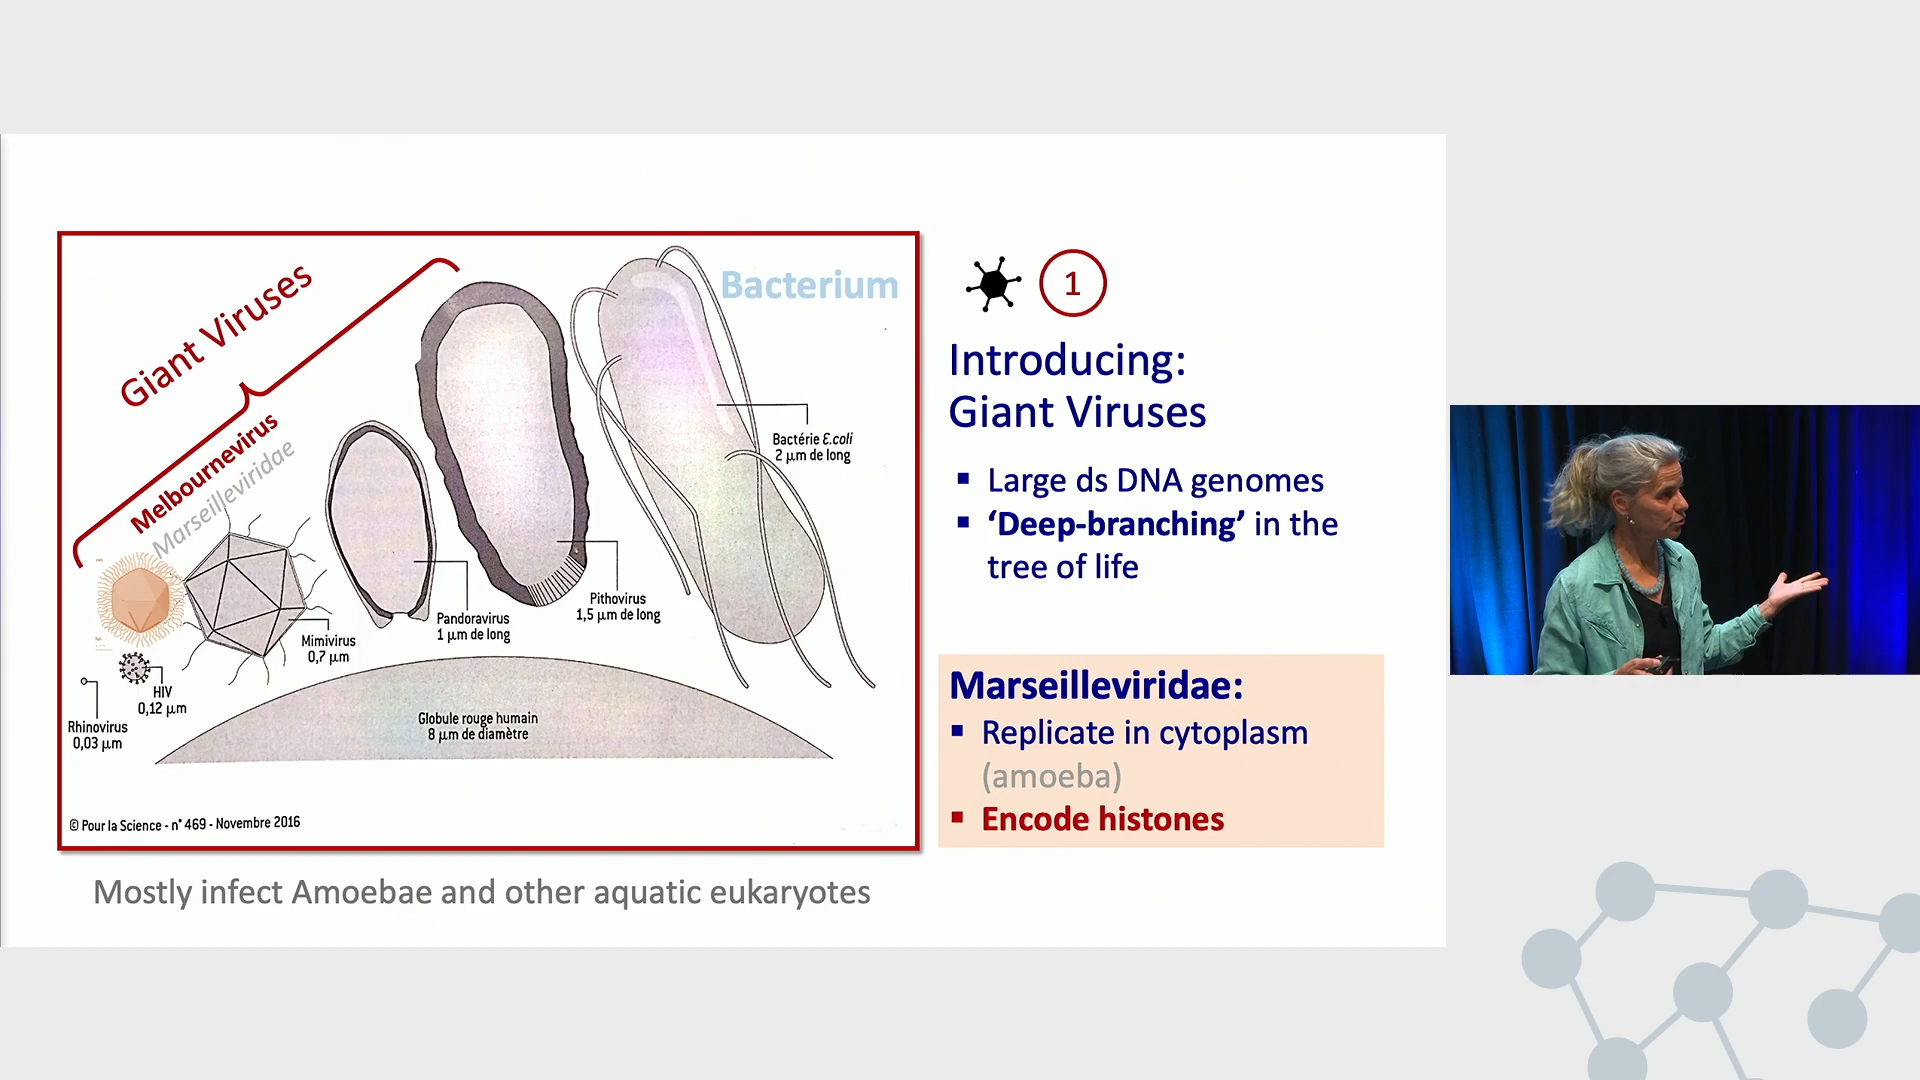 Giant Viruses
Bacterium
Melbournevirus
Marseilleviridae
Bactérie E.coli
2 µm de long
Pithovirus
1,5 µm de long
Pandoravirus
1 µm de long
Mimivirus
0,7 µm
HIV
0,12 µm
Rhinovirus
0,03 µm
Globule rouge humain
8 µm de diamètre
© Pour la Science - n° 469 - Novembre 2016
Mostly infect Amoebae and other aquatic eukaryotes
1
Introducing:
Giant Viruses
Large ds DNA genomes
‘Deep-branching’ in the
tree of life
Marseilleviridae:
Replicate in cytoplasm
(amoeba)
Encode histones